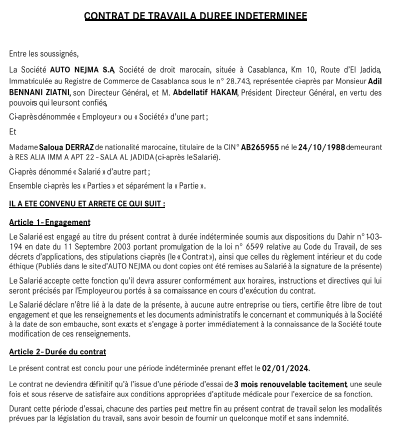 CONTRAT DE TRAVAIL A DUREE INDETERMINEE
Entre les soussignés,
La Société AUTO NEJMA S.A, Société de droit marocain, située à Casablanca, Km 10, Route d'El Jadida,
Immatriculée au Registre de Commerce de Casablanca sous le n° 28.743, représentée ci-après par Monsieur Adil
BENNANI ZIATNI, son Directeur Général, et M. Abdellatif HAKAM, Président Directeur Général, en vertu des
pouvoirs qui leur sont confiés,
Ci-après dénommée « Employeur » ou « Société » d'une part ;
Et
Madame Saloua DERRAZ de nationalité marocaine, titulaire de la CIN° AB265955 né le 24/10/1988 demeurant
à RES ALIA IMM A APT 22 - SALA AL JADIDA (ci-après le Salarié).
Ci-après dénommé « Salarié » d'autre part ;
Ensemble ci-après les « Parties » et séparément la « Partie ».
IL A ETE CONVENU ET ARRETE CE QUI SUIT :
Article 1 - Engagement
Le Salarié est engagé au titre du présent contrat à durée indéterminée soumis aux dispositions du Dahir n° 1-03-
194 en date du 11 Septembre 2003 portant promulgation de la loi n° 65-99 relative au Code du Travail, de ses
décrets d'applications, des stipulations ci-après (le « Contrat »), ainsi que celles du règlement intérieur et du code
éthique (Publiés dans le site d'AUTO NEJMA ou dont copies ont été remises au Salarié à la signature de la présente)
Le Salarié accepte cette fonction qu'il devra assurer conformément aux horaires, instructions et directives qui lui
seront précisés par l'Employeur ou portés à sa connaissance en cours d'exécution du contrat.
Le Salarié déclare n'être lié à la date de la présente, à aucune autre entreprise ou tiers, certifie être libre de tout
engagement et que les renseignements et les documents administratifs le concernant et communiqués à la Société
à la date de son embauche, sont exacts et s'engage à porter immédiatement à la connaissance de la Société toute
modification de ces renseignements.
Article 2 - Durée du contrat
Le présent contrat est conclu pour une période indéterminée prenant effet le 02/01/2024.
Le contrat ne deviendra définitif qu'à l'issue d'une période d'essai de 3 mois renouvelable tacitement, une seule
fois et sous réserve de satisfaire aux conditions appropriées d'aptitude médicale pour l'exercice de sa fonction.
Durant cette période d'essai, chacune des parties peut mettre fin au présent contrat de travail selon les modalités
prévues par la législation du travail, sans avoir besoin de fournir un quelconque motif et sans indemnité.